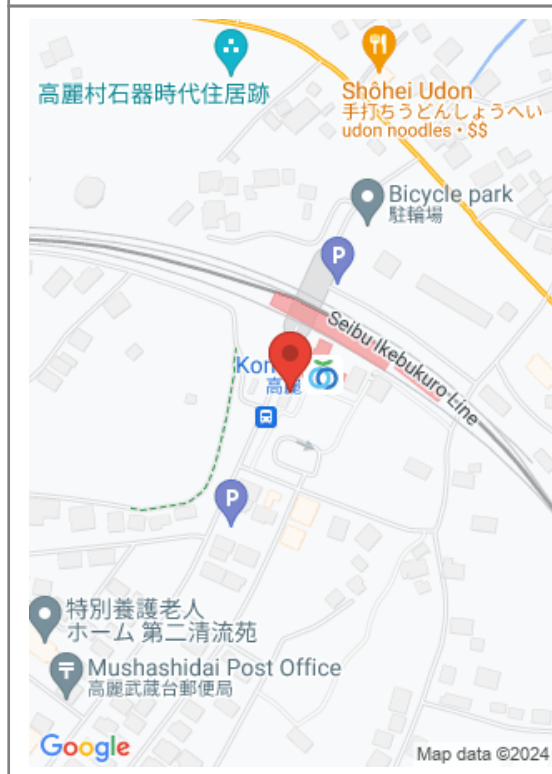 高麗村石器時代住居跡
Shôhei Udon
手打ちうどんしょうへい
udon noodles • $$
Bicycle park
駐輪場
P
Seibu Ikebukuro Line
Kom
高麗
P
特別養護老人
ホーム 第二清流苑
Mushashidai Post Office
高麗武蔵台郵便局
Google
Map data ©2024